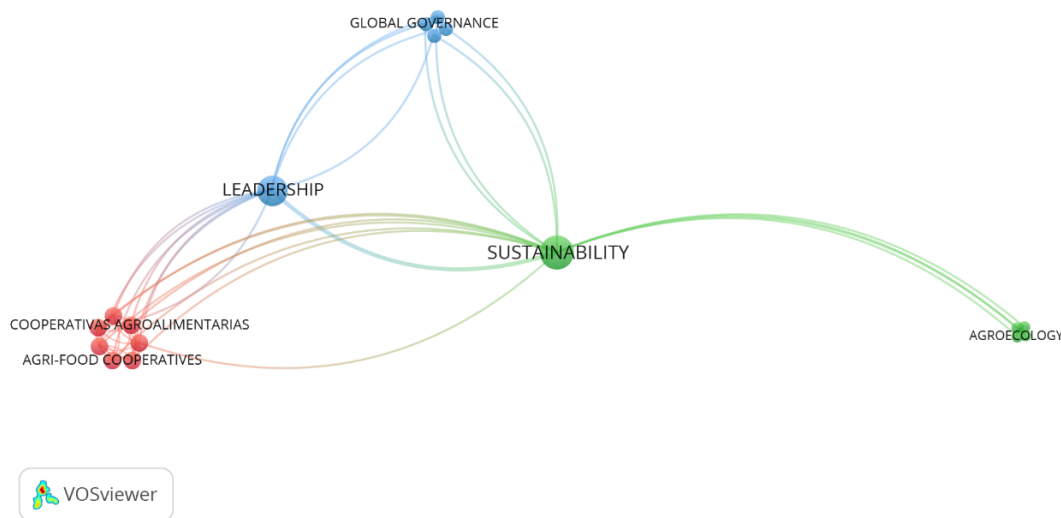 GLOBAL GOVERNANCE
LEADERSHIP
SUSTAINABILITY
COOPERATIVAS AGROALIMENTARIAS
AGROECOLOGY
AGRI-FOOD COOPERATIVES
VOSviewer